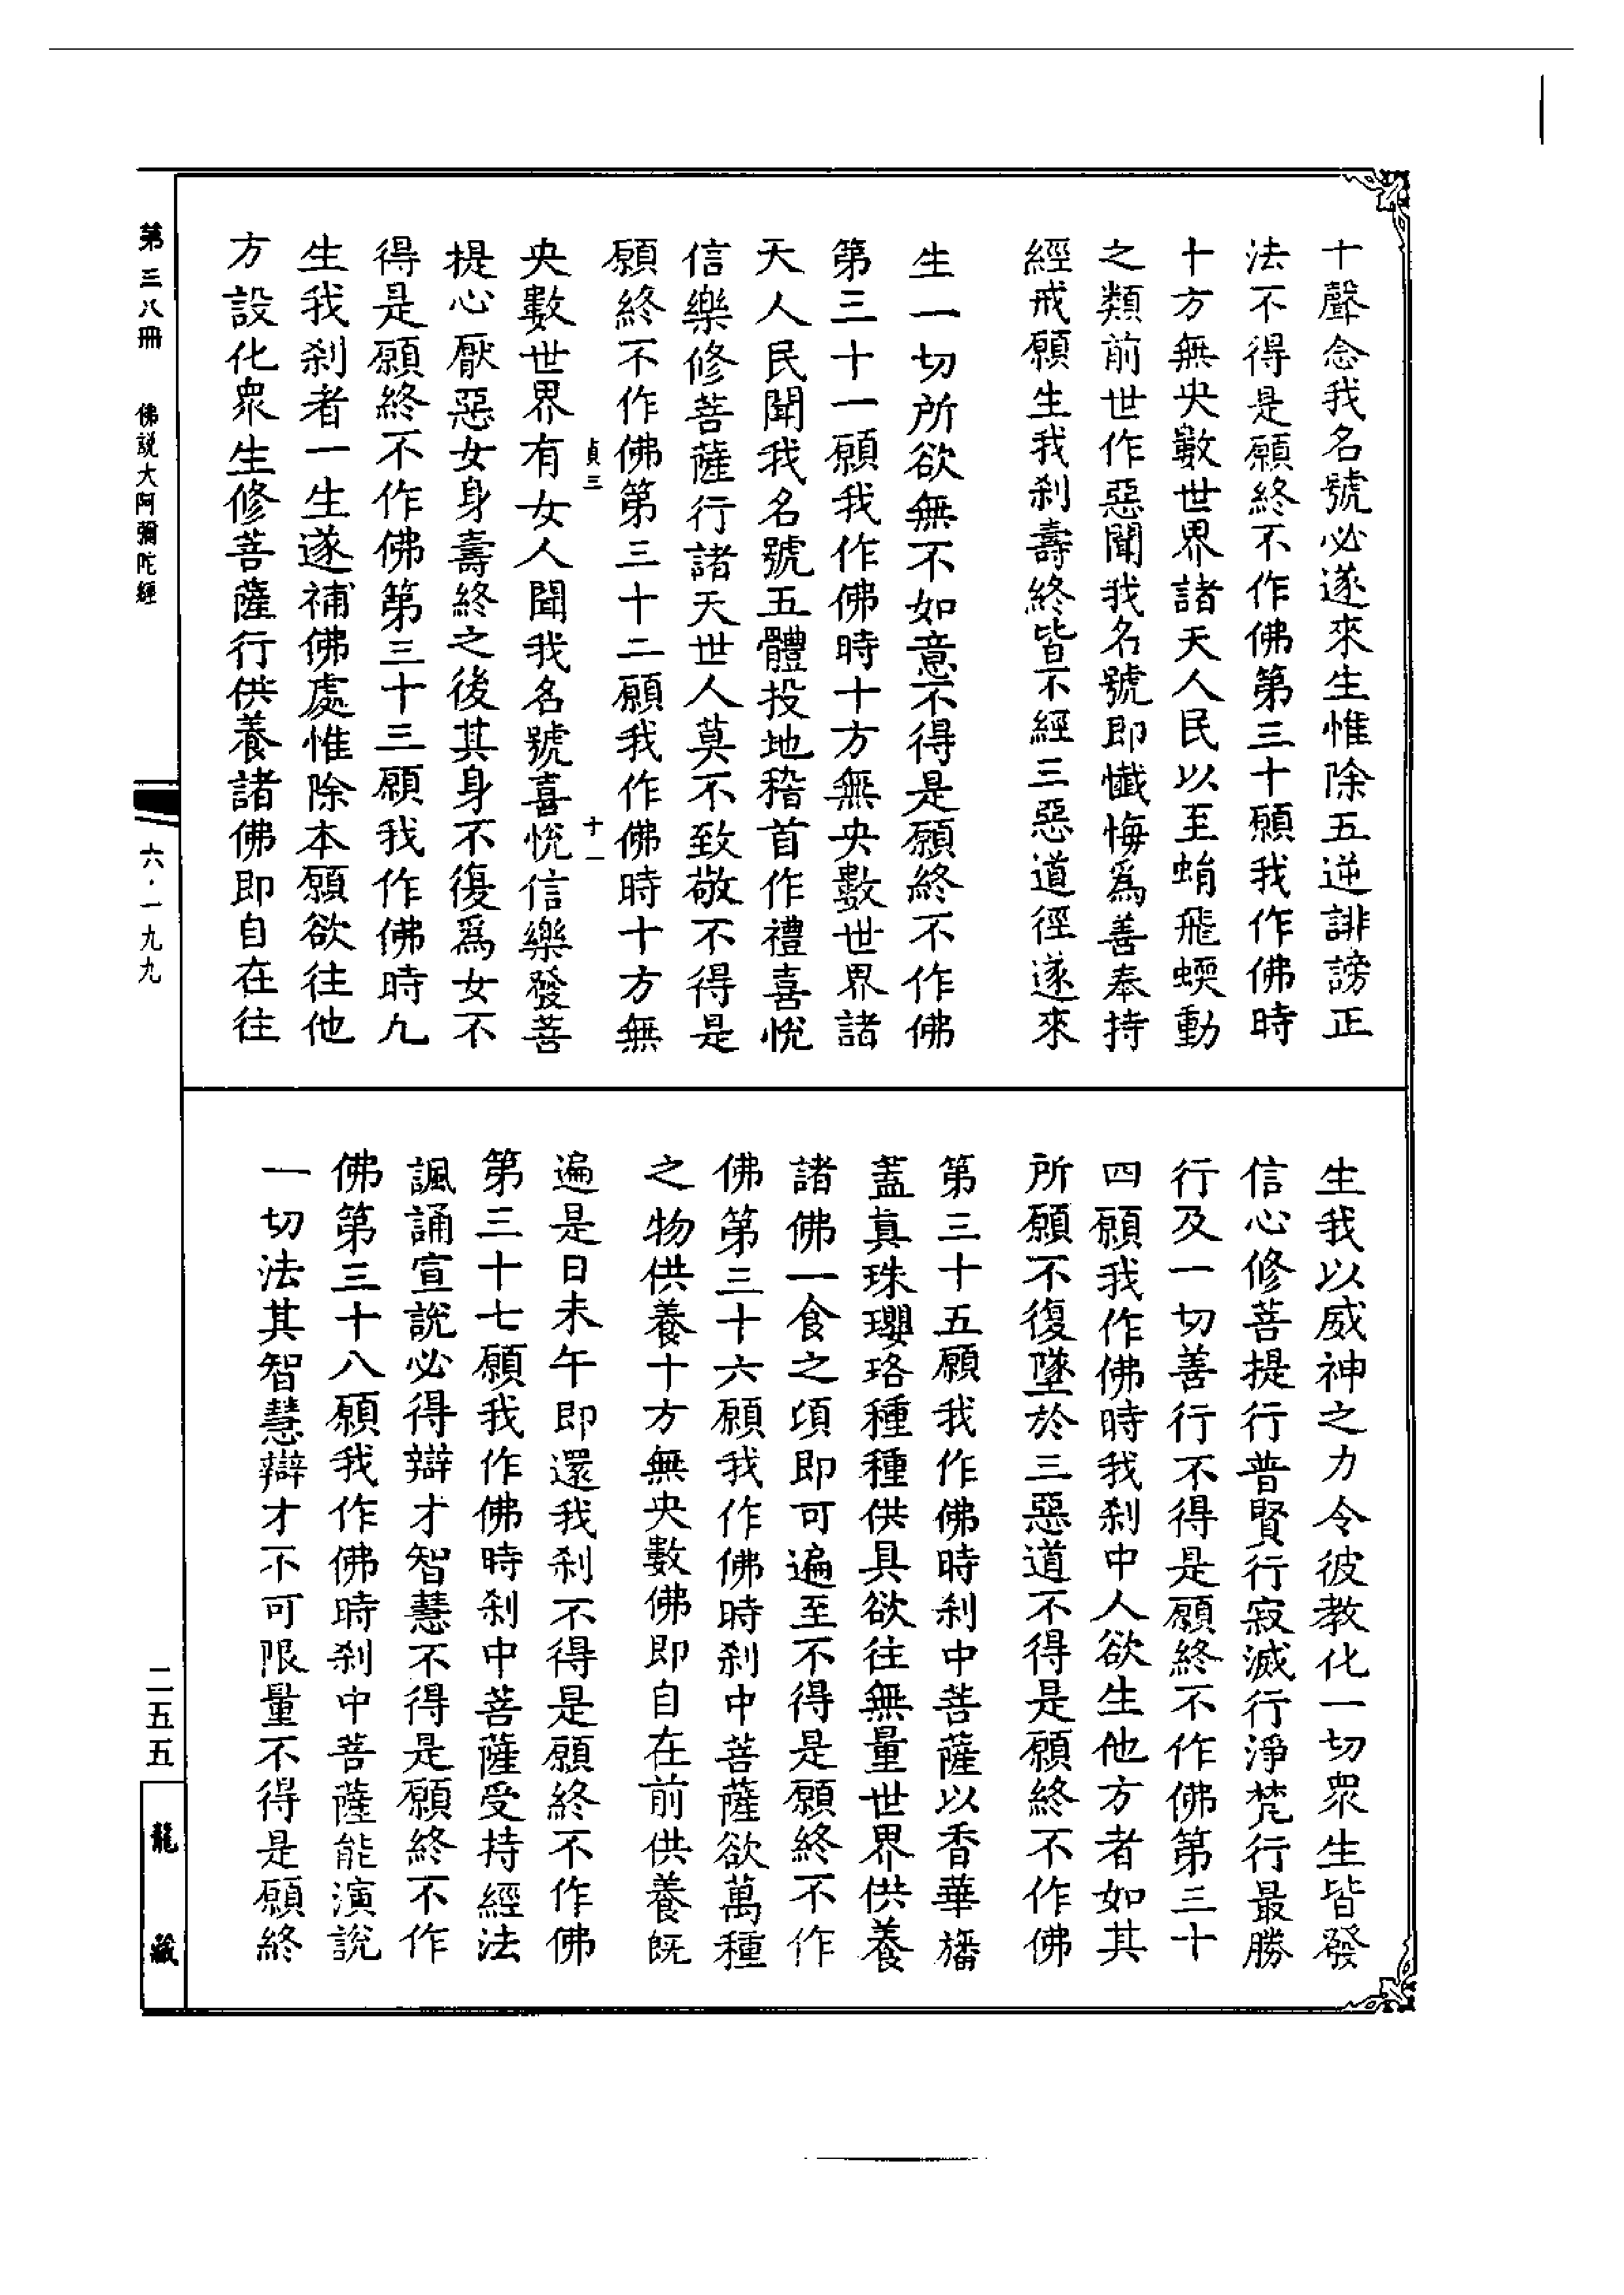 十聲念我名號必遂來生惟除五逆誹謗正
法不得是願終不作佛第三十願我作佛時
十方無央數世界諸天人民以至蜎飛蝡動
之類前世作惡聞我名號即懺悔爲善奉持
經戒願生我刹壽終皆不經三惡道徑遂來
生一切所欲無不如意不得是願終不作佛
第三十一願我作佛時十方無央數世界諸
天人民聞我名號五體投地稽首作禮喜悅
信樂修菩薩行諸天世人莫不致敬不得是
願終不作佛第三十二願我作佛時十方無
貞三 十一
央數世界有女人聞我名號喜悅信樂發菩
提心厭惡女身壽終之後其身不復爲女不
得是願終不作佛第三十三願我作佛時凡
生我刹者一生遂補佛處惟除本願欲往他
方設化衆生修菩薩行供養諸佛即自在往
生我以威神之力令彼教化一切衆生皆發
信心修菩提行普賢行寂滅行淨梵行最勝
行及一切善行不得是願終不作佛第三十
四願我作佛時我刹中人欲生他方者如其
所願不復墜於三惡道不得是願終不作佛
第三十五願我作佛時刹中菩薩以香華旛
蓋真珠瓔珞種種供具欲往無量世界供養
諸佛一食之頃即可遍至不得是願終不作
佛第三十六願我作佛時刹中菩薩欲萬種
之物供養十方無央數佛即自在前供養既
遍是日未午即還我刹不得是願終不作佛
第三十七願我作佛時刹中菩薩受持經法
諷誦宣說必得辯才智慧不得是願終不作
佛第三十八願我作佛時刹中菩薩能演說
一切法其智慧辯才不可限量不得是願終
第三八冊 佛說大阿彌陀經
六·一九九
二五五
龍藏